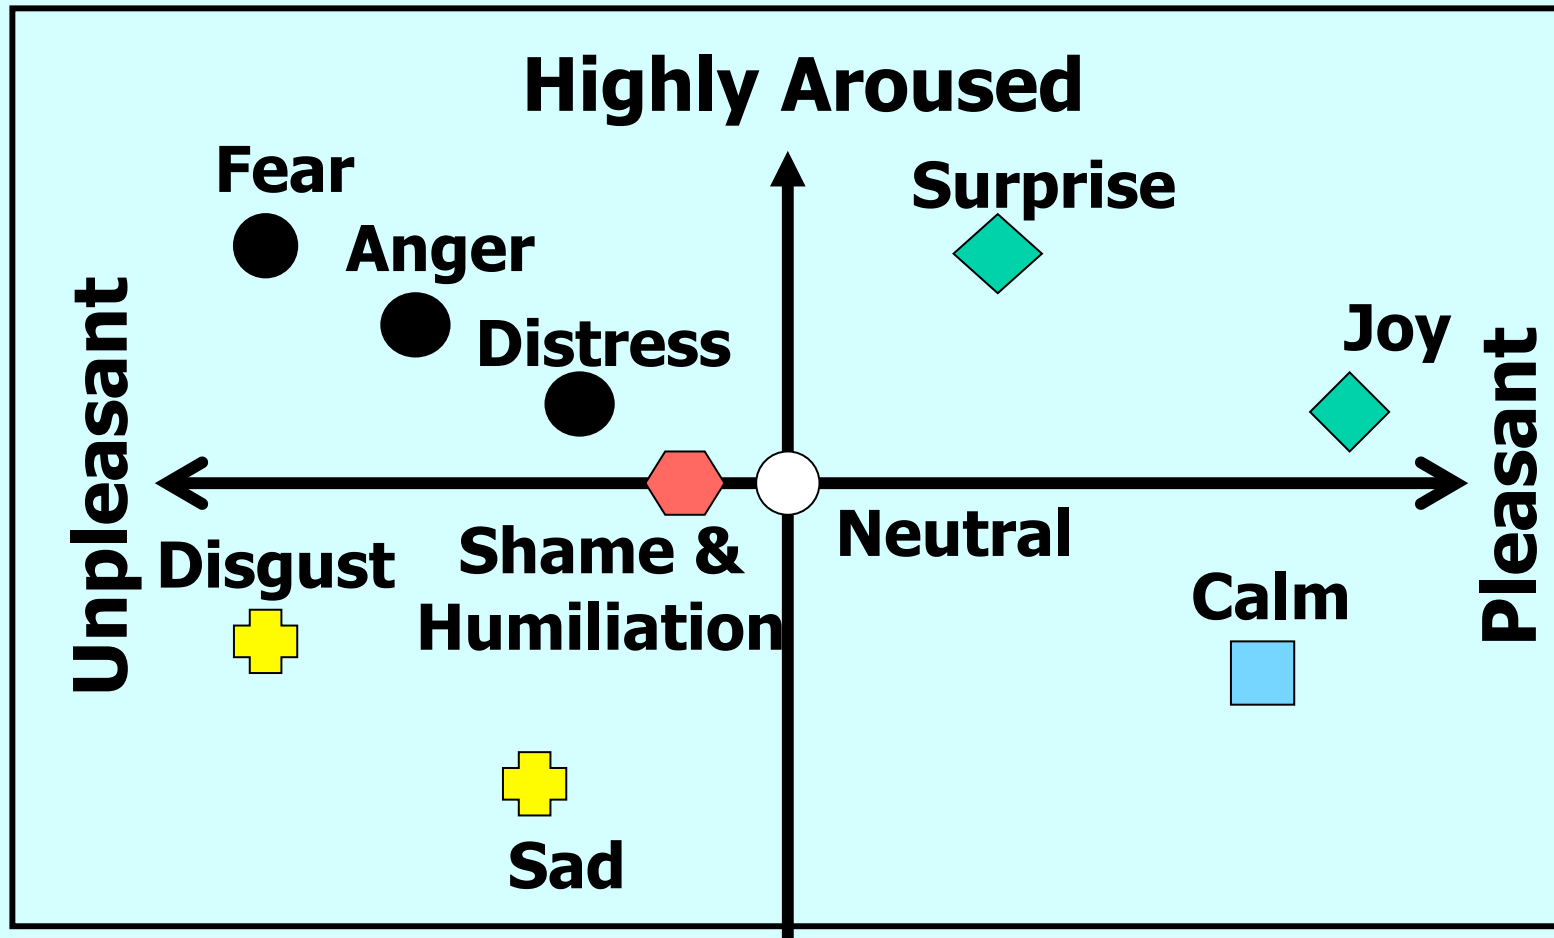 Highly Aroused
Fear
Surprise
Anger
Distress
Joy
Unpleasant
Pleasant
Neutral
Shame &
Humiliation
Disgust
Calm
Sad